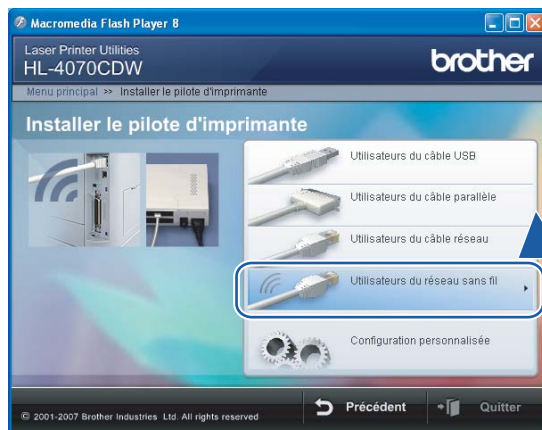 Macromedia Flash Player 8
Laser Printer Utilities
HL-4070CDW
brother
Menu principal >> Installer le pilote d'imprimante
Installer le pilote d'imprimante
Utilisateurs du câble USB
Utilisateurs du câble parallèle
Utilisateurs du câble réseau
Utilisateurs du réseau sans fil
Configuration personnalisée
© 2001-2007 Brother Industries Ltd. All rights reserved
Précédent
Quitter